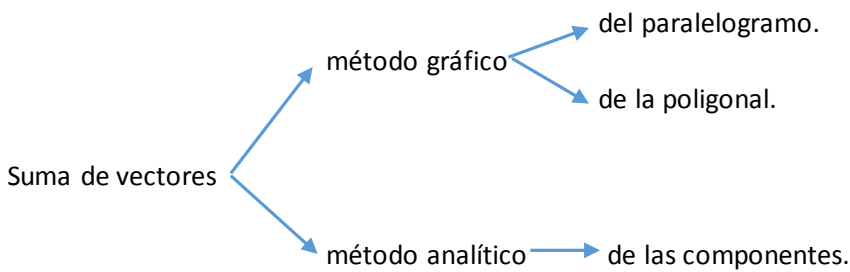 del paralelogramo.
método gráfico
de la poligonal.
Suma de vectores
método analítico
de las componentes.